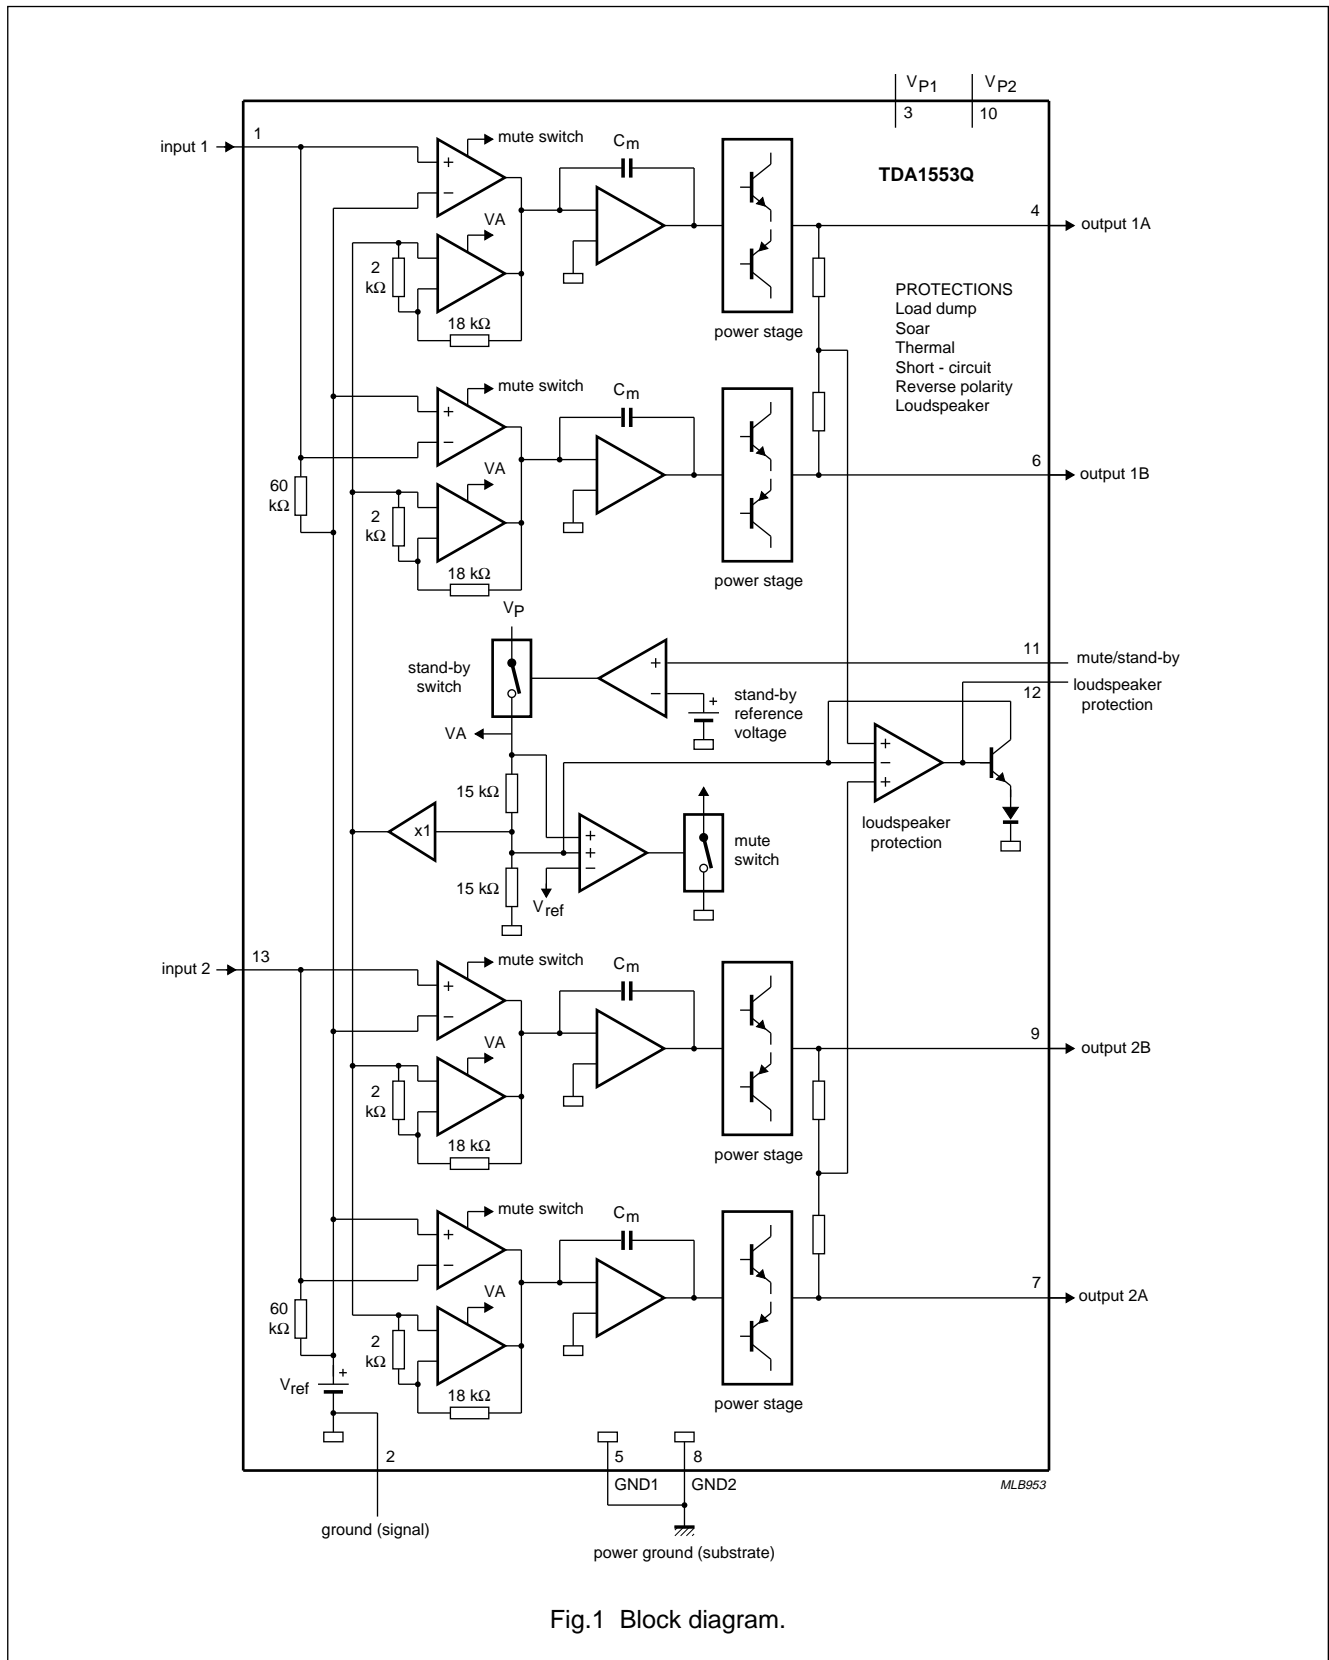 VP1 VP2
3 10
TDA1553Q
input 1 1 mute switch Cm
+
−
VA
4 output 1A
2
kΩ
18 kΩ
power stage
PROTECTIONS
Load dump
Soar
Thermal
Short - circuit
Reverse polarity
Loudspeaker
mute switch Cm
+
−
VA
6 output 1B
60
kΩ
2
kΩ
18 kΩ
power stage
VP
stand-by
switch
+
−
+
stand-by
reference
voltage
11 mute/stand-by
12 loudspeaker
protection
VA
+
−
+
loudspeaker
protection
15 kΩ
x1
+
+
−
mute
switch
15 kΩ
Vref
input 2 13 mute switch Cm
+
−
VA
9 output 2B
2
kΩ
18 kΩ
power stage
mute switch Cm
+
−
VA
7 output 2A
60
kΩ
2
kΩ
18 kΩ
power stage
Vref +
2
5 8
GND1 GND2
MLB953
ground (signal)
power ground (substrate)
Fig.1 Block diagram.